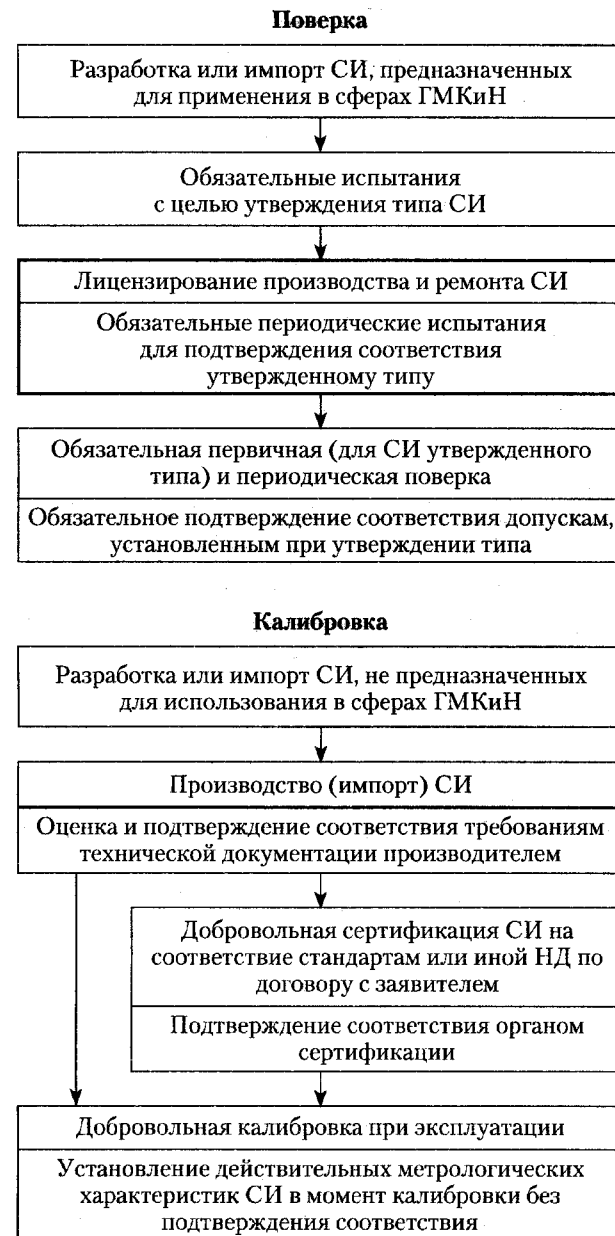 Поверка
Разработка или импорт СИ, предназначенных
для применения в сферах ГМКиН
Обязательные испытания
с целью утверждения типа СИ
Лицензирование производства и ремонта СИ
Обязательные периодические испытания
для подтверждения соответствия
утвержденному типу
Обязательная первичная (для СИ утвержденного
типа) и периодическая поверка
Обязательное подтверждение соответствия допускам,
установленным при утверждении типа
Калибровка
Разработка или импорт СИ, не предназначенных
для использования в сферах ГМКиН
Производство (импорт) СИ
Оценка и подтверждение соответствия требованиям
технической документации производителем
Добровольная сертификация СИ на
соответствие стандартам или иной НД по
договору с заявителем
Подтверждение соответствия органом
сертификации
Добровольная калибровка при эксплуатации
Установление действительных метрологических
характеристик СИ в момент калибровки без
подтверждения соответствия